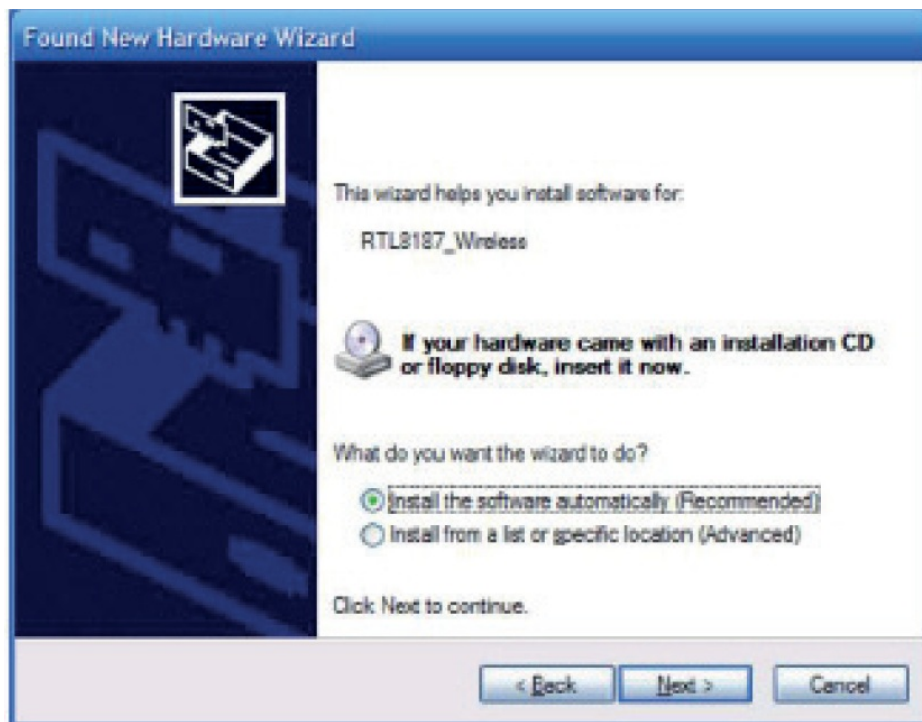 Found New Hardware Wizard
This wizard helps you install software for:
RTL8187_Wireless
If your hardware came with an installation CD
or floppy disk, insert it now.
What do you want the wizard to do?
Install the software automatically (Recommended)
Install from a list or specific location (Advanced)
Click Next to continue.
< Back
Next >
Cancel